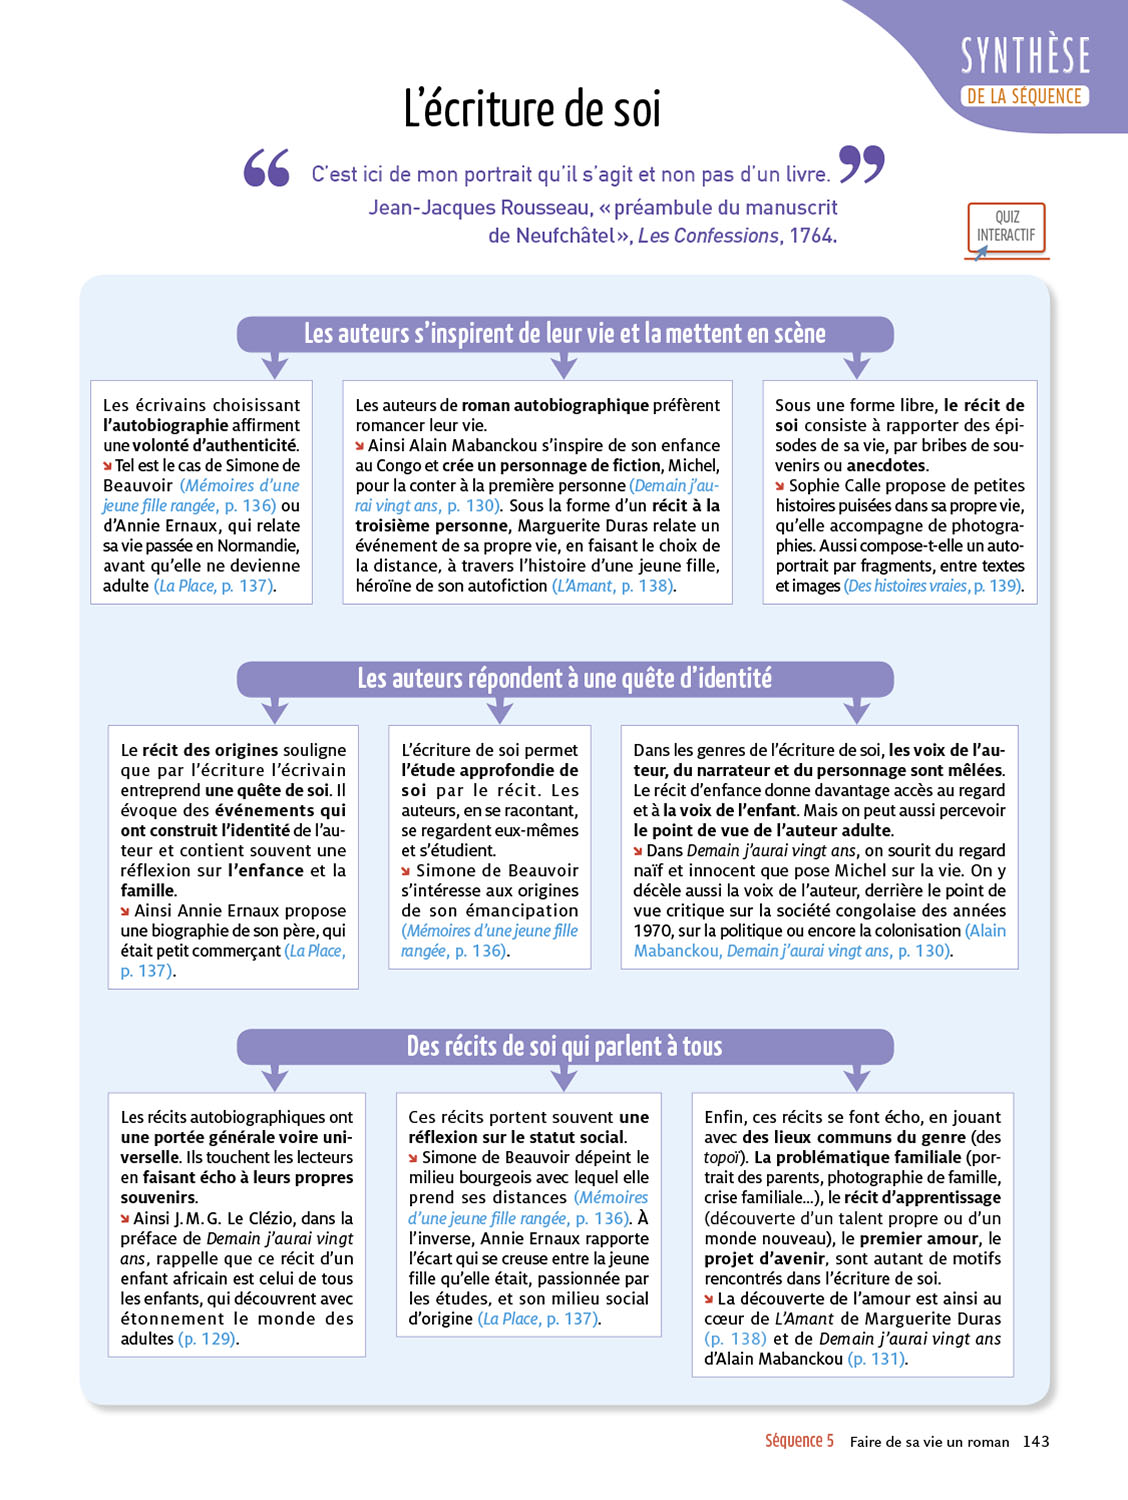 SYNTHÈSE
DE LA SÉQUENCE
L’écriture de soi
“ C’est ici de mon portrait qu’il s’agit et non pas d’un livre. ”
Jean-Jacques Rousseau, « préambule du manuscrit
de Neufchâtel », Les Confessions, 1764.
QUIZ
INTERACTIF
Les auteurs s’inspirent de leur vie et la mettent en scène
Les écrivains choisissant
l’autobiographie affirment
une volonté d’authenticité.
↘ Tel est le cas de Simone de
Beauvoir (Mémoires d’une
jeune fille rangée, p. 136) ou
d’Annie Ernaux, qui relate
sa vie passée en Normandie,
avant qu’elle ne devienne
adulte (La Place, p. 137).
Les auteurs de roman autobiographique préfèrent
romancer leur vie.
↘ Ainsi Alain Mabanckou s’inspire de son enfance
au Congo et crée un personnage de fiction, Michel,
pour la conter à la première personne (Demain j’au-
rai vingt ans, p. 130). Sous la forme d’un récit à la
troisième personne, Marguerite Duras relate un
événement de sa propre vie, en faisant le choix de
la distance, à travers l’histoire d’une jeune fille,
héroïne de son autofiction (L’Amant, p. 138).
Sous une forme libre, le récit de
soi consiste à rapporter des épi-
sodes de sa vie, par bribes de sou-
venirs ou anecdotes.
↘ Sophie Calle propose de petites
histoires puisées dans sa propre vie,
qu’elle accompagne de photogra-
phies. Aussi compose-t-elle un auto-
portrait par fragments, entre textes
et images (Des histoires vraies, p. 139).
Les auteurs répondent à une quête d’identité
Le récit des origines souligne
que par l’écriture l’écrivain
entreprend une quête de soi. Il
évoque des événements qui
ont construit l’identité de l’au-
teur et contient souvent une
réflexion sur l’enfance et la
famille.
↘ Ainsi Annie Ernaux propose
une biographie de son père, qui
était petit commerçant (La Place,
p. 137).
L’écriture de soi permet
l’étude approfondie de
soi par le récit. Les
auteurs, en se racontant,
se regardent eux-mêmes
et s’étudient.
↘ Simone de Beauvoir
s’intéresse aux origines
de son émancipation
(Mémoires d’une jeune fille
rangée, p. 136).
Dans les genres de l’écriture de soi, les voix de l’au-
teur, du narrateur et du personnage sont mêlées.
Le récit d’enfance donne davantage accès au regard
et à la voix de l’enfant. Mais on peut aussi percevoir
le point de vue de l’auteur adulte.
↘ Dans Demain j’aurai vingt ans, on sourit du regard
naïf et innocent que pose Michel sur la vie. On y
décèle aussi la voix de l’auteur, derrière le point de
vue critique sur la société congolaise des années
1970, sur la politique ou encore la colonisation (Alain
Mabanckou, Demain j’aurai vingt ans, p. 130).
Des récits de soi qui parlent à tous
Les récits autobiographiques ont
une portée générale voire uni-
verselle. Ils touchent les lecteurs
en faisant écho à leurs propres
souvenirs.
↘ Ainsi J. M. G. Le Clézio, dans la
préface de Demain j’aurai vingt
ans, rappelle que ce récit d’un
enfant africain est celui de tous
les enfants, qui découvrent avec
étonnement le monde des
adultes (p. 129).
Ces récits portent souvent une
réflexion sur le statut social.
↘ Simone de Beauvoir dépeint le
milieu bourgeois avec lequel elle
prend ses distances (Mémoires
d’une jeune fille rangée, p. 136). À
l’inverse, Annie Ernaux rapporte
l’écart qui se creuse entre la jeune
fille qu’elle était, passionnée par
les études, et son milieu social
d’origine (La Place, p. 137).
Enfin, ces récits se font écho, en jouant
avec des lieux communs du genre (des
topoï). La problématique familiale (por-
trait des parents, photographie de famille,
crise familiale…), le récit d’apprentissage
(découverte d’un talent propre ou d’un
monde nouveau), le premier amour, le
projet d’avenir, sont autant de motifs
rencontrés dans l’écriture de soi.
↘ La découverte de l’amour est ainsi au
cœur de L’Amant de Marguerite Duras
(p. 138) et de Demain j’aurai vingt ans
d’Alain Mabanckou (p. 131).
Séquence 5 Faire de sa vie un roman 143